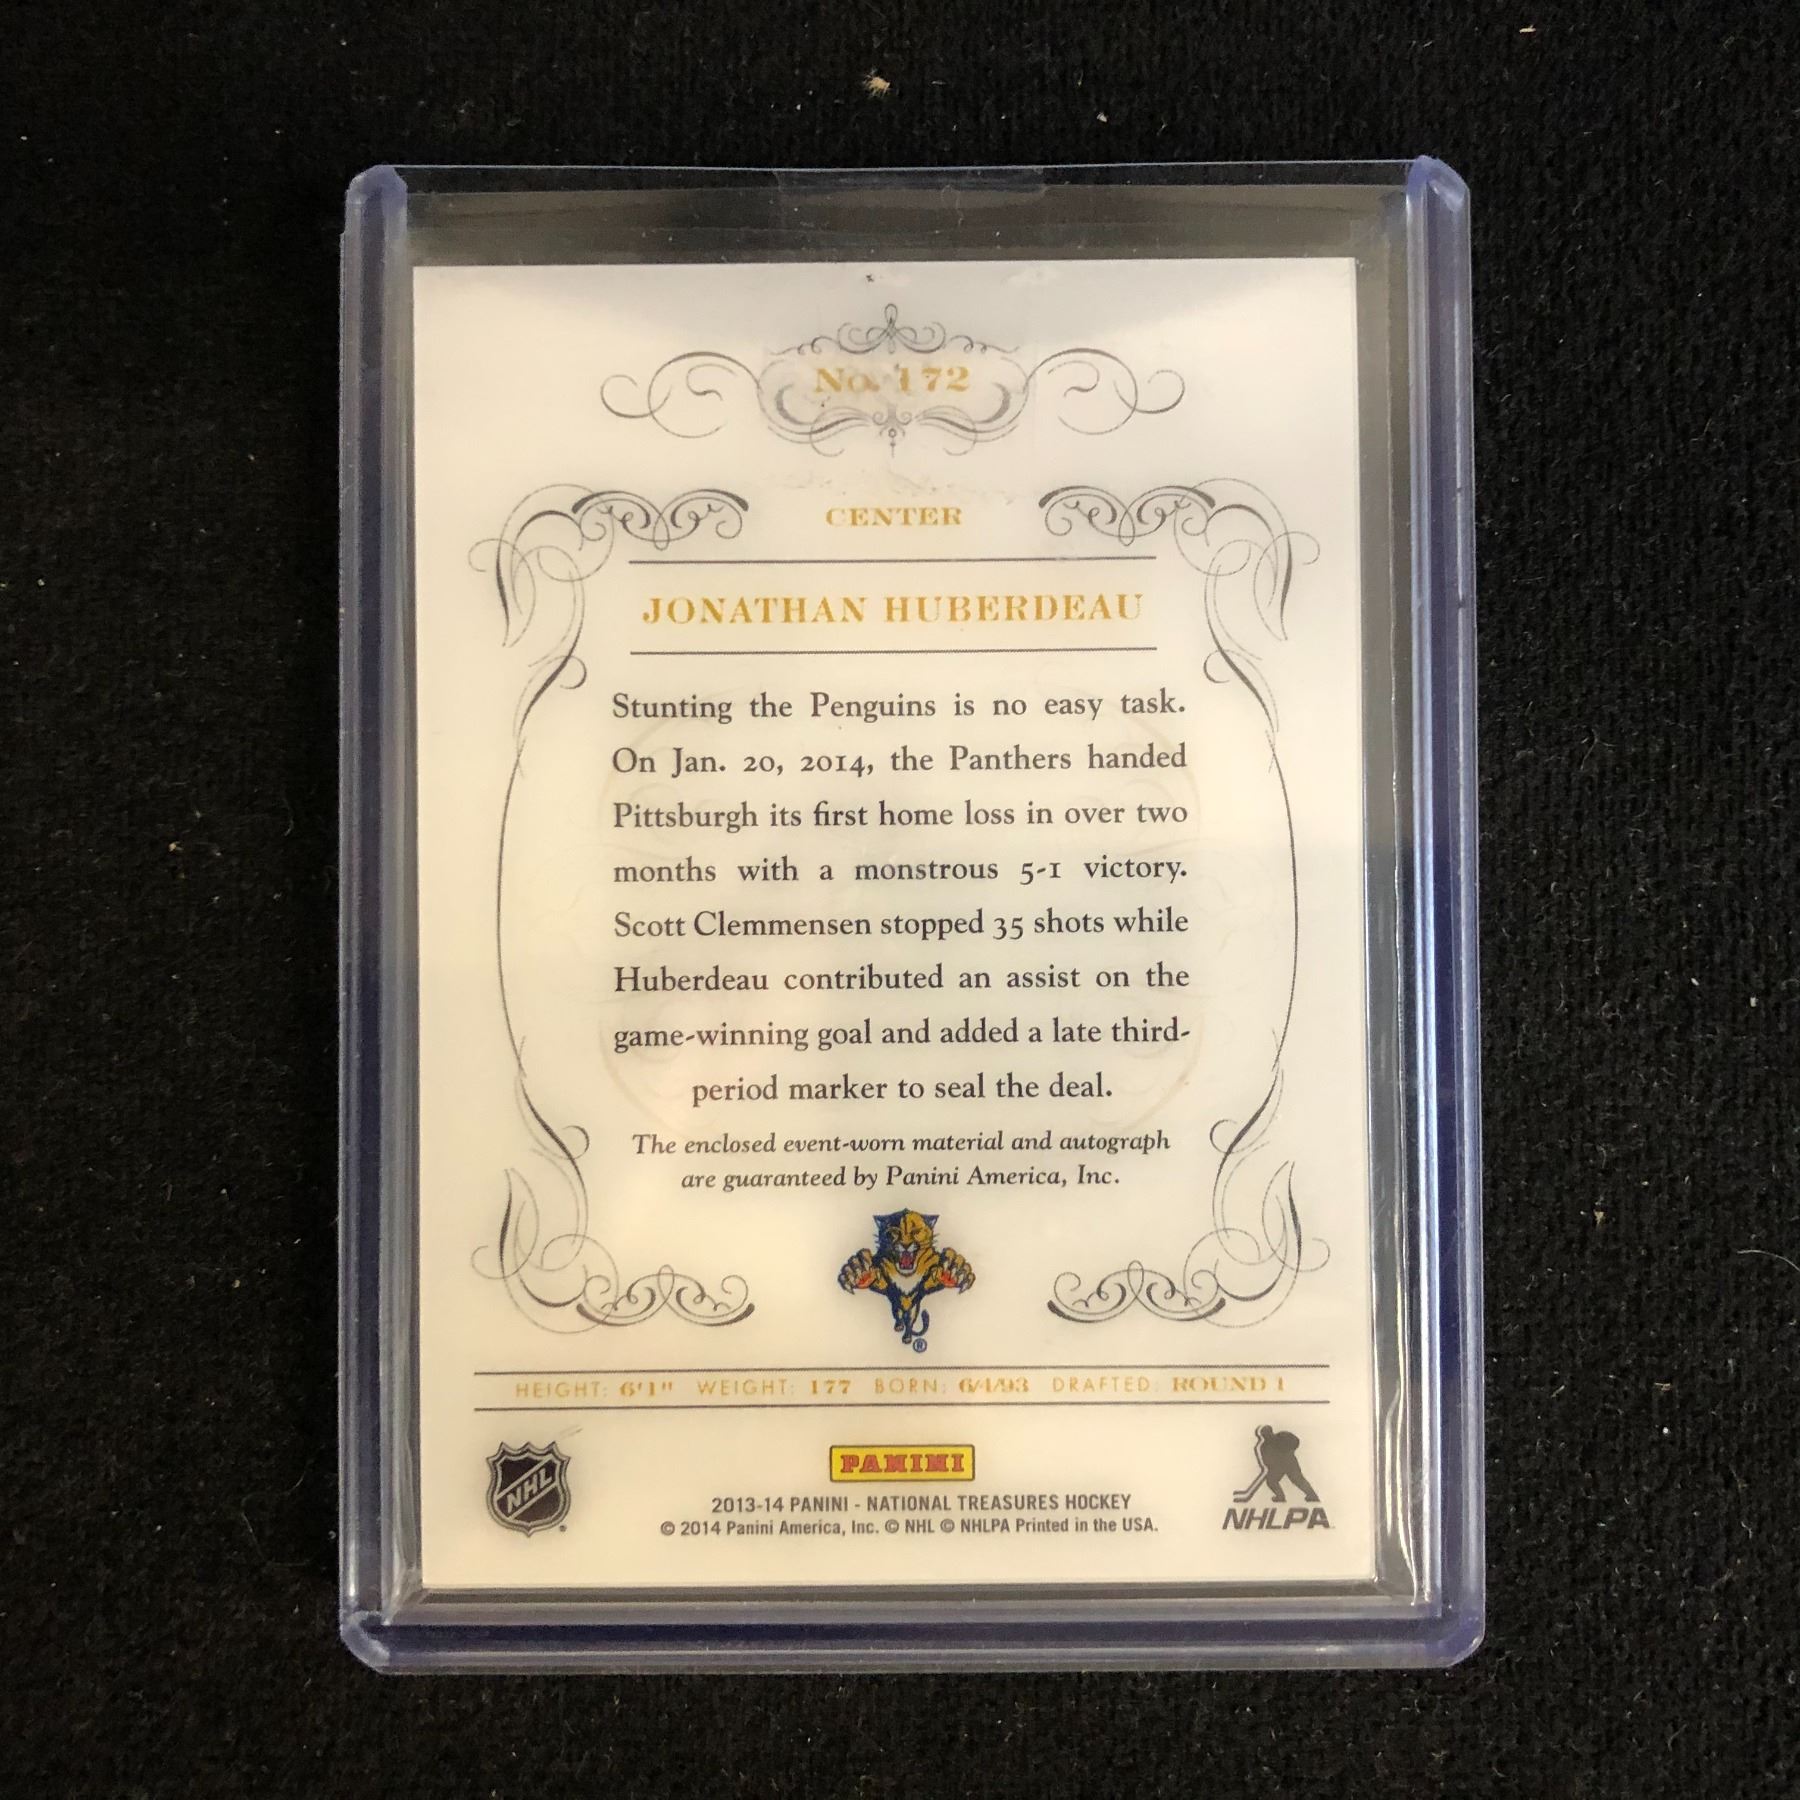 No. 172
CENTER
JONATHAN HUBERDEAU
Stunting the Penguins is no easy task.
On Jan. 20, 2014, the Panthers handed
Pittsburgh its first home loss in over two
months with a monstrous 5-1 victory.
Scott Clemmensen stopped 35 shots while
Huberdeau contributed an assist on the
game-winning goal and added a late third-
period marker to seal the deal.
The enclosed event-worn material and autograph
are guaranteed by Panini America, Inc.
®
HEIGHT: 6'1" WEIGHT: 177 BORN: 6/4/93 DRAFTED: ROUND 1
NHL
PANINI
2013-14 PANINI - NATIONAL TREASURES HOCKEY
© 2014 Panini America, Inc. © NHL © NHLPA Printed in the USA.
NHLPA